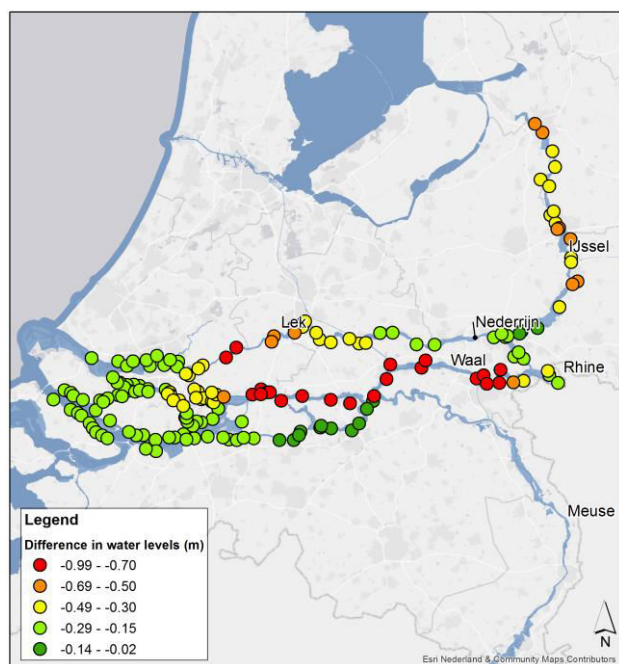 IJssel
Lek
Nederrijn
Waal
Rhine
Meuse
Legend
Difference in water levels (m)
-0.99 - -0.70
-0.69 - -0.50
-0.49 - -0.30
-0.29 - -0.15
-0.14 - -0.02
N
Esri Nederland & Community Maps Contributors